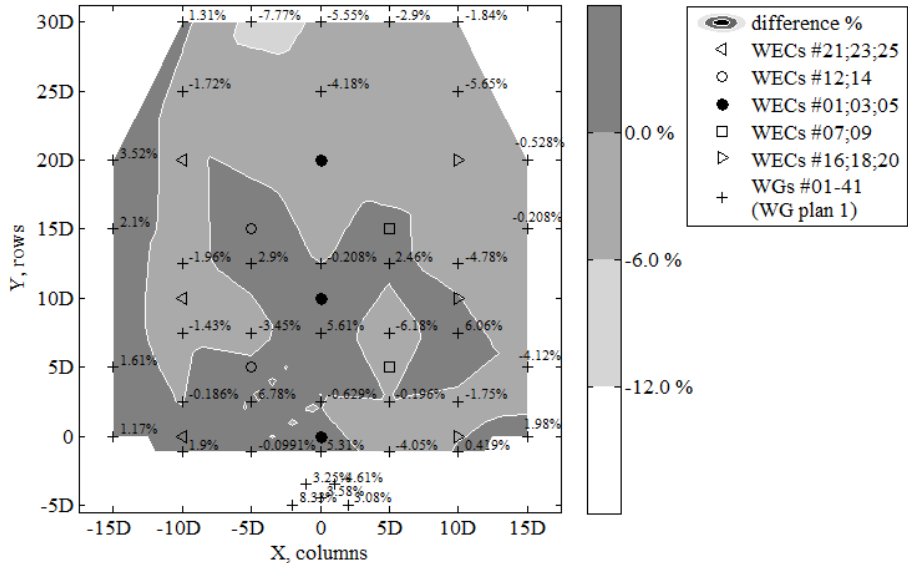 30D
25D
20D
15D
10D
5D
0
-5D
Y, rows
-15D -10D -5D 0 5D 10D 15D
X, columns
1.31% -7.77% -5.55% -2.9% -1.84%
-1.72% -4.18% -5.65%
3.52% -0.528%
2.1% -0.208%
-1.96% 2.9% -0.208% 2.46% -4.78%
-1.43% -3.45% 5.61% -6.18% 6.06%
1.61% -4.12%
-0.186% 6.78% -0.629% -0.196% -1.75%
1.17% 1.98%
1.9% -0.0991% 5.31% -4.05% 0.419%
3.25% 4.61%
3.58%
8.33% 3.08%
0.0 %
-6.0 %
-12.0 %
difference %
WECs #21;23;25
WECs #12;14
WECs #01;03;05
WECs #07;09
WECs #16;18;20
WGs #01-41
(WG plan 1)